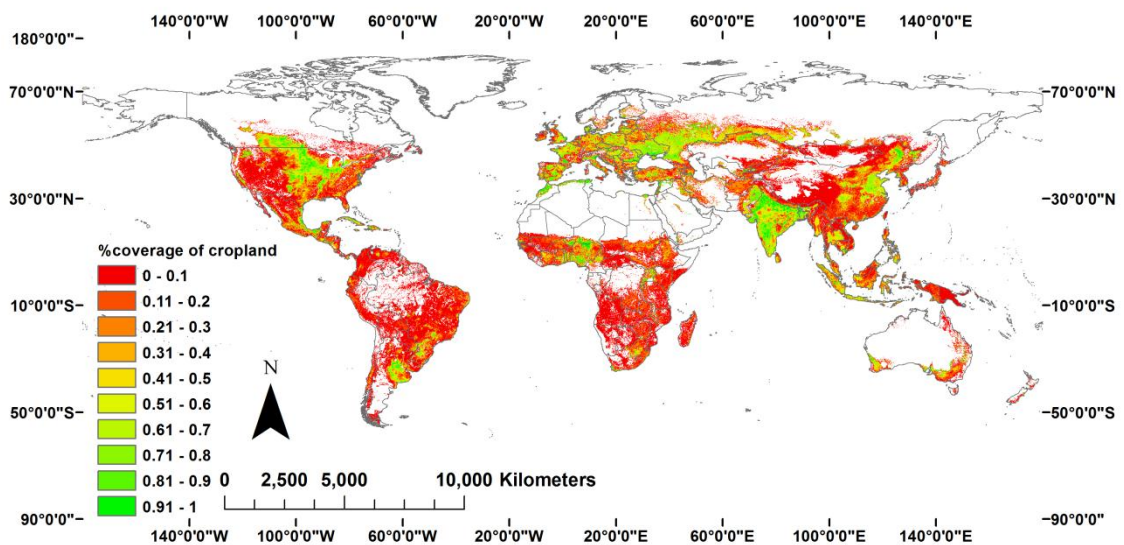 140°0'0"W 100°0'0"W 60°0'0"W 20°0'0"W 20°0'0"E 60°0'0"E 100°0'0"E 140°0'0"E
180°0'0"
70°0'0"N 70°0'0"N
30°0'0"N 30°0'0"N
%coverage of cropland
0 - 0.1
0.11 - 0.2
10°0'0"S 10°0'0"S
0.21 - 0.3
0.31 - 0.4
N
0.41 - 0.5
0.51 - 0.6
50°0'0"S 50°0'0"S
0.61 - 0.7
0.71 - 0.8
0 2,500 5,000 10,000 Kilometers
0.81 - 0.9
0.91 - 1
90°0'0" 90°0'0"
140°0'0"W 100°0'0"W 60°0'0"W 20°0'0"W 20°0'0"E 60°0'0"E 100°0'0"E 140°0'0"E